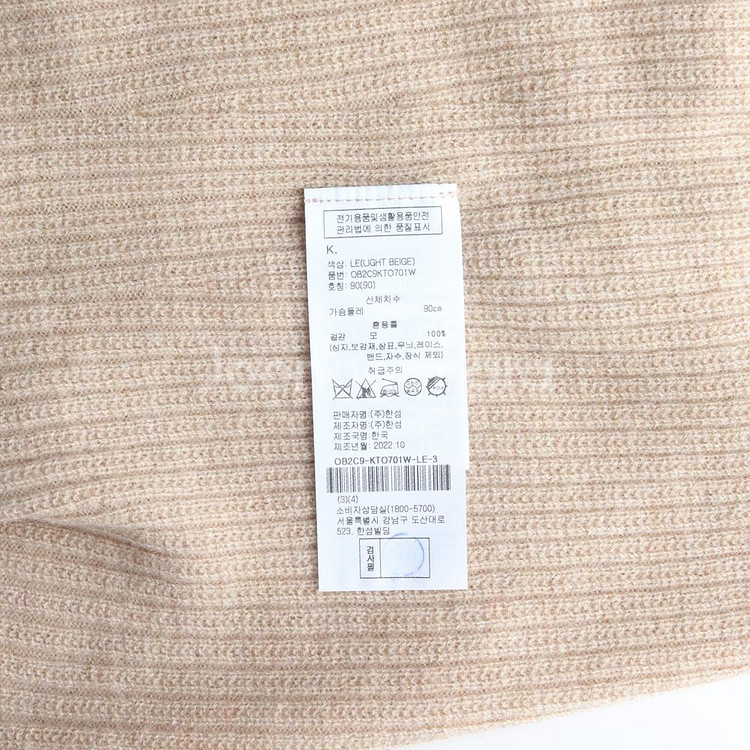 전기용품및생활용품안전
관리법에 의한 품질표시
K.
색상: LE(LIGHT BEIGE)
품번: OB2C9KTO701W
호칭: 90(90)
신체치수
가슴둘레 90cm
혼용률
겉감 모 100%
(심지,보강재,상표,무늬,레이스,
밴드,자수,장식 제외)
취급주의
판매자명:(주)한섬
제조자명:(주)한섬
제조국명:한국
제조년월: 2022.10
OB2C9-KTO701W-LE-3
(3)(4)
소비자상담실(1800-5700)
서울특별시 강남구 도산대로
523, 한섬빌딩
검사필